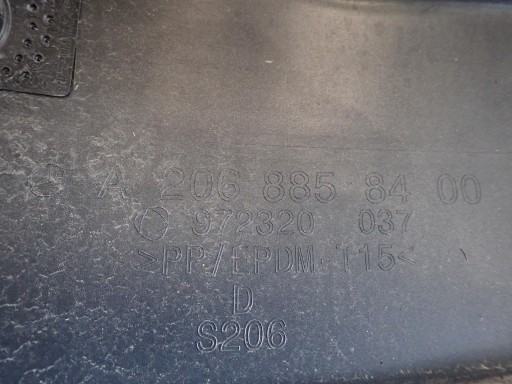 A 206 885 84 00
972320 037
>PP/EPDM-T15<
D
S206